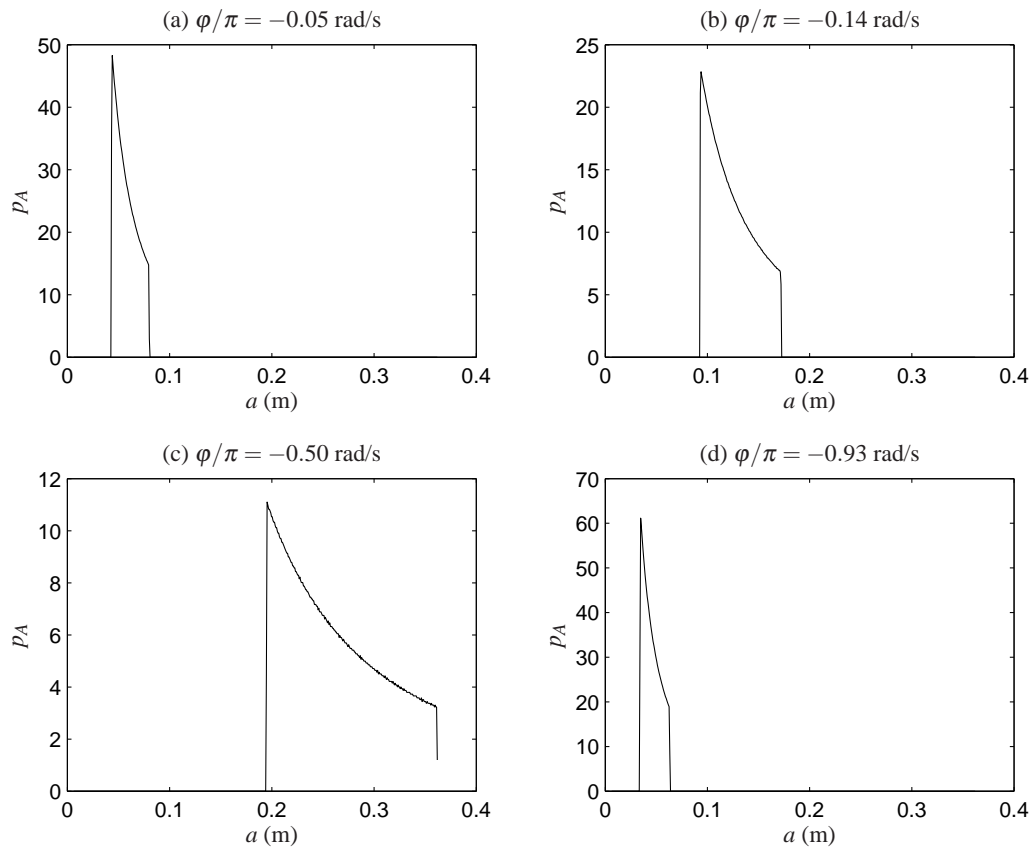 (a) φ/π = −0.05 rad/s
50
40
30
20
10
0
p_A
0 0.1 0.2 0.3 0.4
a (m)
(b) φ/π = −0.14 rad/s
25
20
15
10
5
0
p_A
0 0.1 0.2 0.3 0.4
a (m)
(c) φ/π = −0.50 rad/s
12
10
8
6
4
2
0
p_A
0 0.1 0.2 0.3 0.4
a (m)
(d) φ/π = −0.93 rad/s
70
60
50
40
30
20
10
0
p_A
0 0.1 0.2 0.3 0.4
a (m)